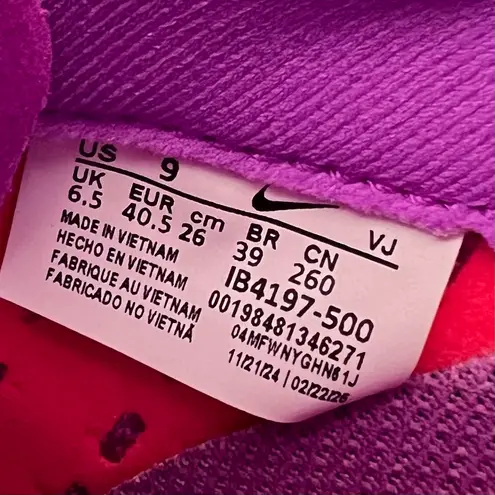 US 9
UK 6.5 EUR 40.5 cm 26 BR 39 CN 260 VJ
MADE IN VIETNAM
HECHO EN VIETNAM
FABRIQUE AU VIETNAM
FABRICADO NO VIETNÃ
IB4197-500
00198481346271
04MFWNYGHN61J
11/21/24 | 02/22/25